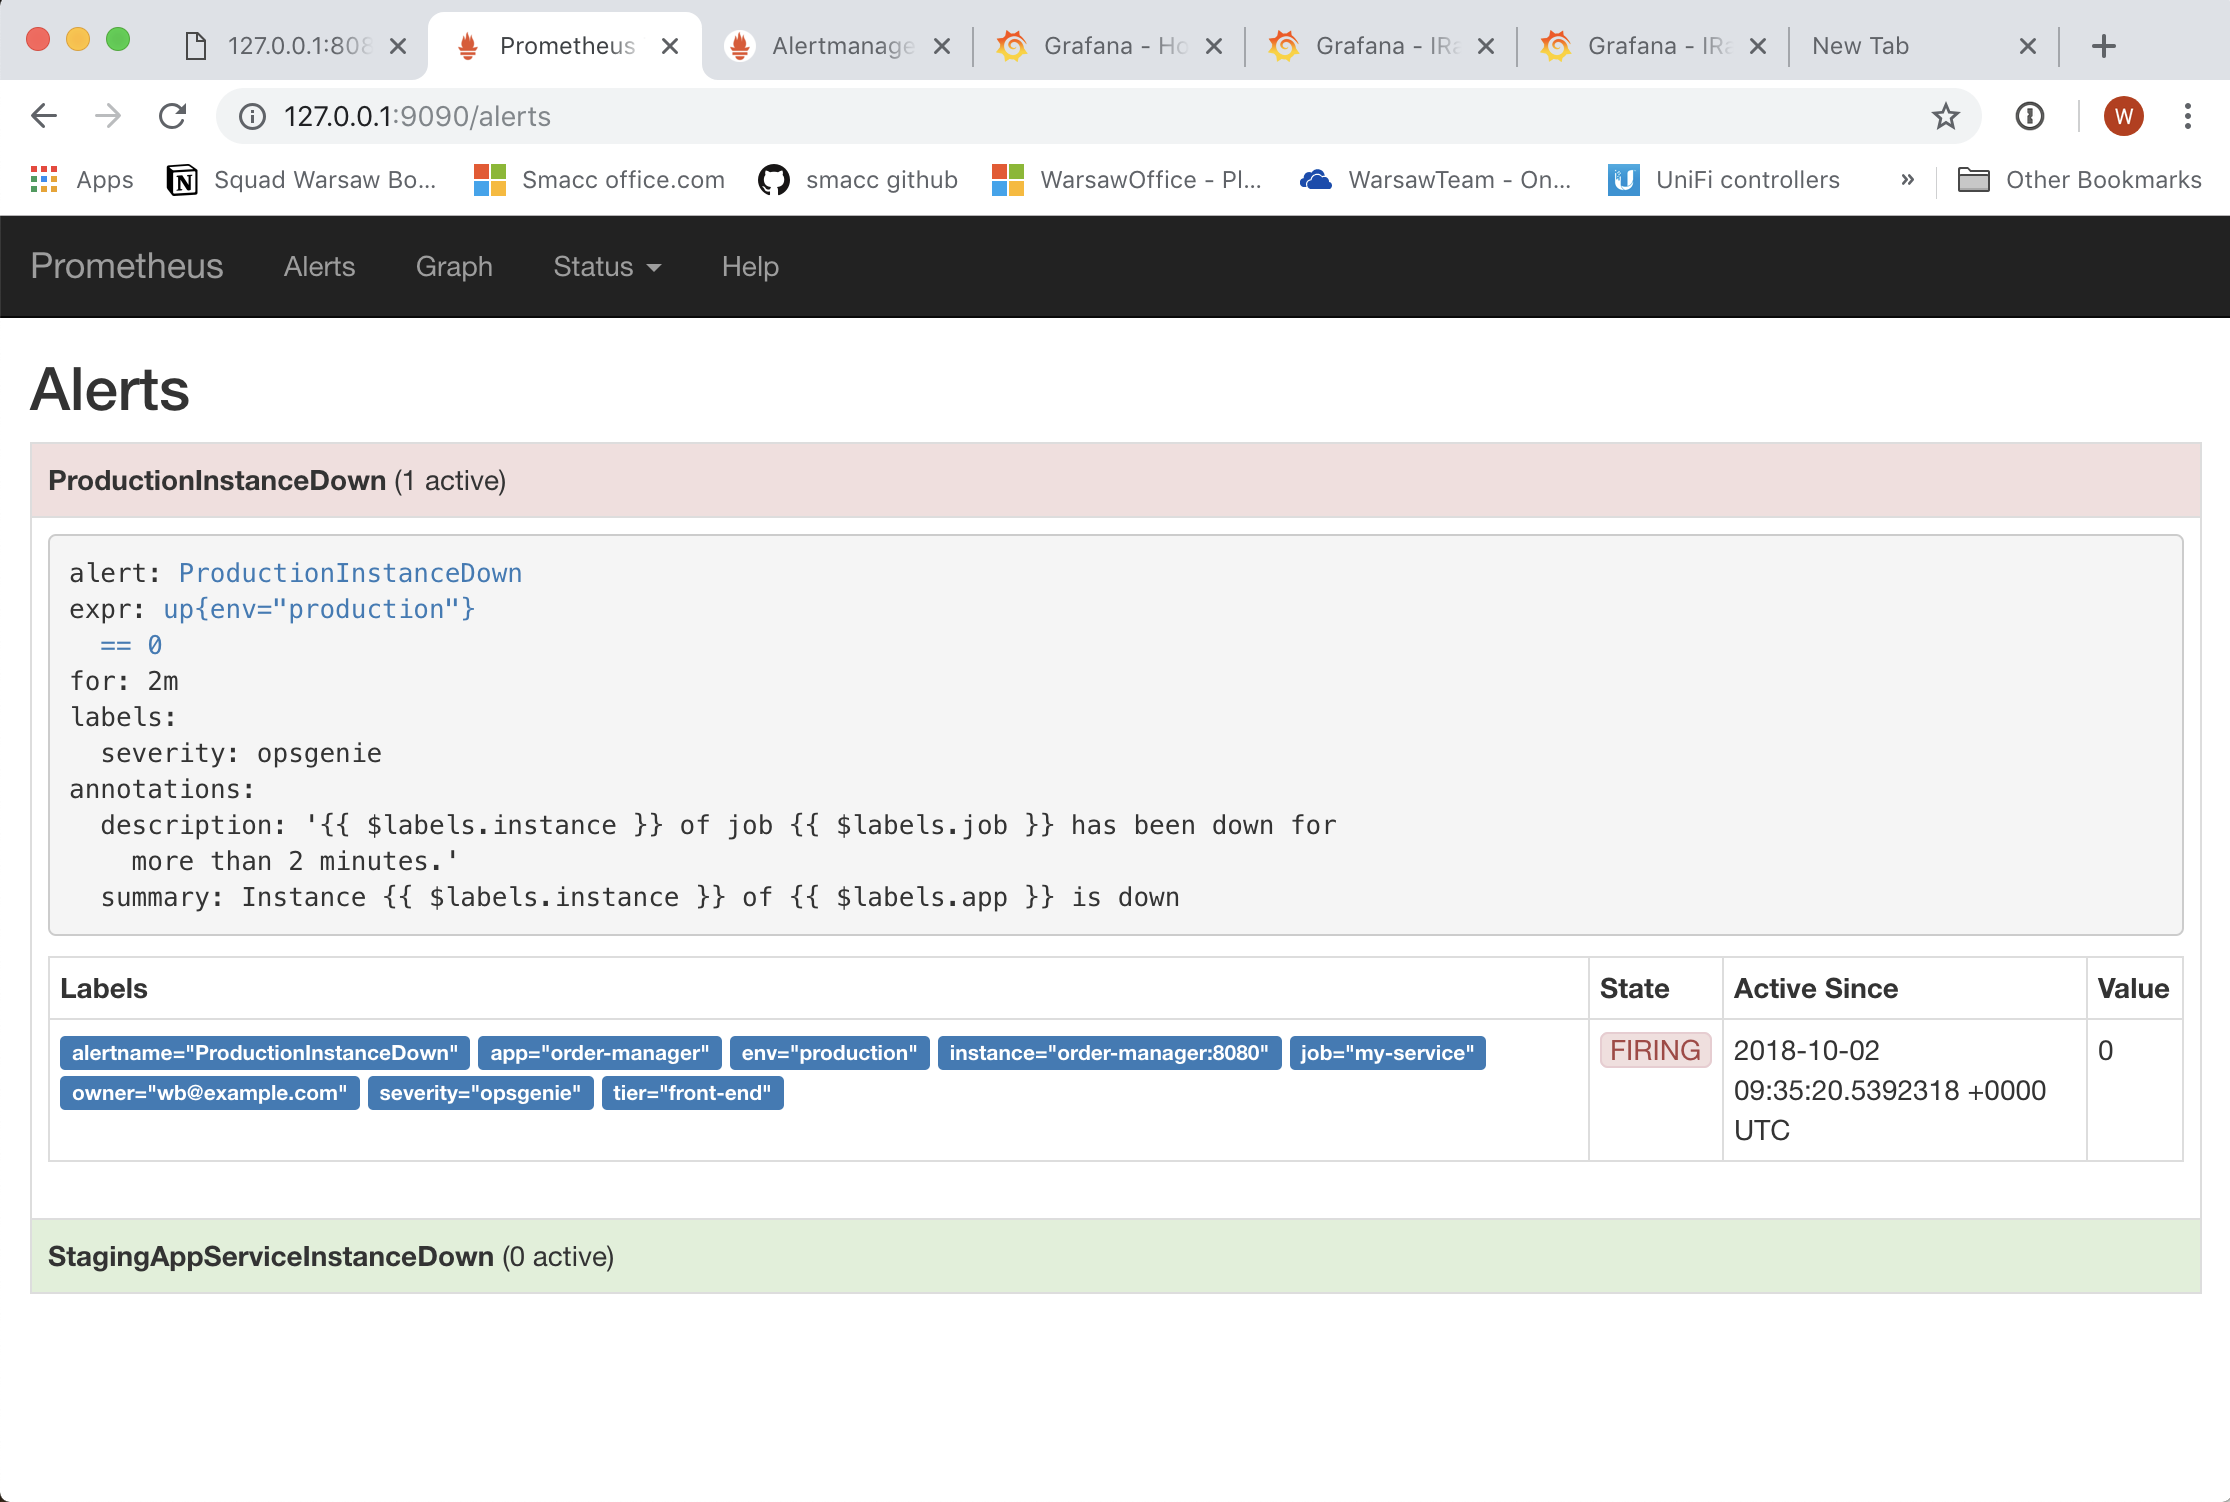 127.0.0.1:808
Prometheus
Alertmanage
Grafana - Ho
Grafana - IRa
Grafana - IRa
New Tab
127.0.0.1:9090/alerts
W
Apps
Squad Warsaw Bo...
Smacc office.com
smacc github
WarsawOffice - Pl...
WarsawTeam - On...
UniFi controllers
»
Other Bookmarks
Prometheus Alerts Graph Status Help
Alerts
ProductionInstanceDown (1 active)
alert: ProductionInstanceDown
expr: up{env="production"}
== 0
for: 2m
labels:
severity: opsgenie
annotations:
description: '{{ $labels.instance }} of job {{ $labels.job }} has been down for
more than 2 minutes.'
summary: Instance {{ $labels.instance }} of {{ $labels.app }} is down
Labels State Active Since Value
alertname="ProductionInstanceDown" app="order-manager" env="production" instance="order-manager:8080" job="my-service"
owner="wb@example.com" severity="opsgenie" tier="front-end"
FIRING
2018-10-02
09:35:20.5392318 +0000
UTC
0
StagingAppServiceInstanceDown (0 active)